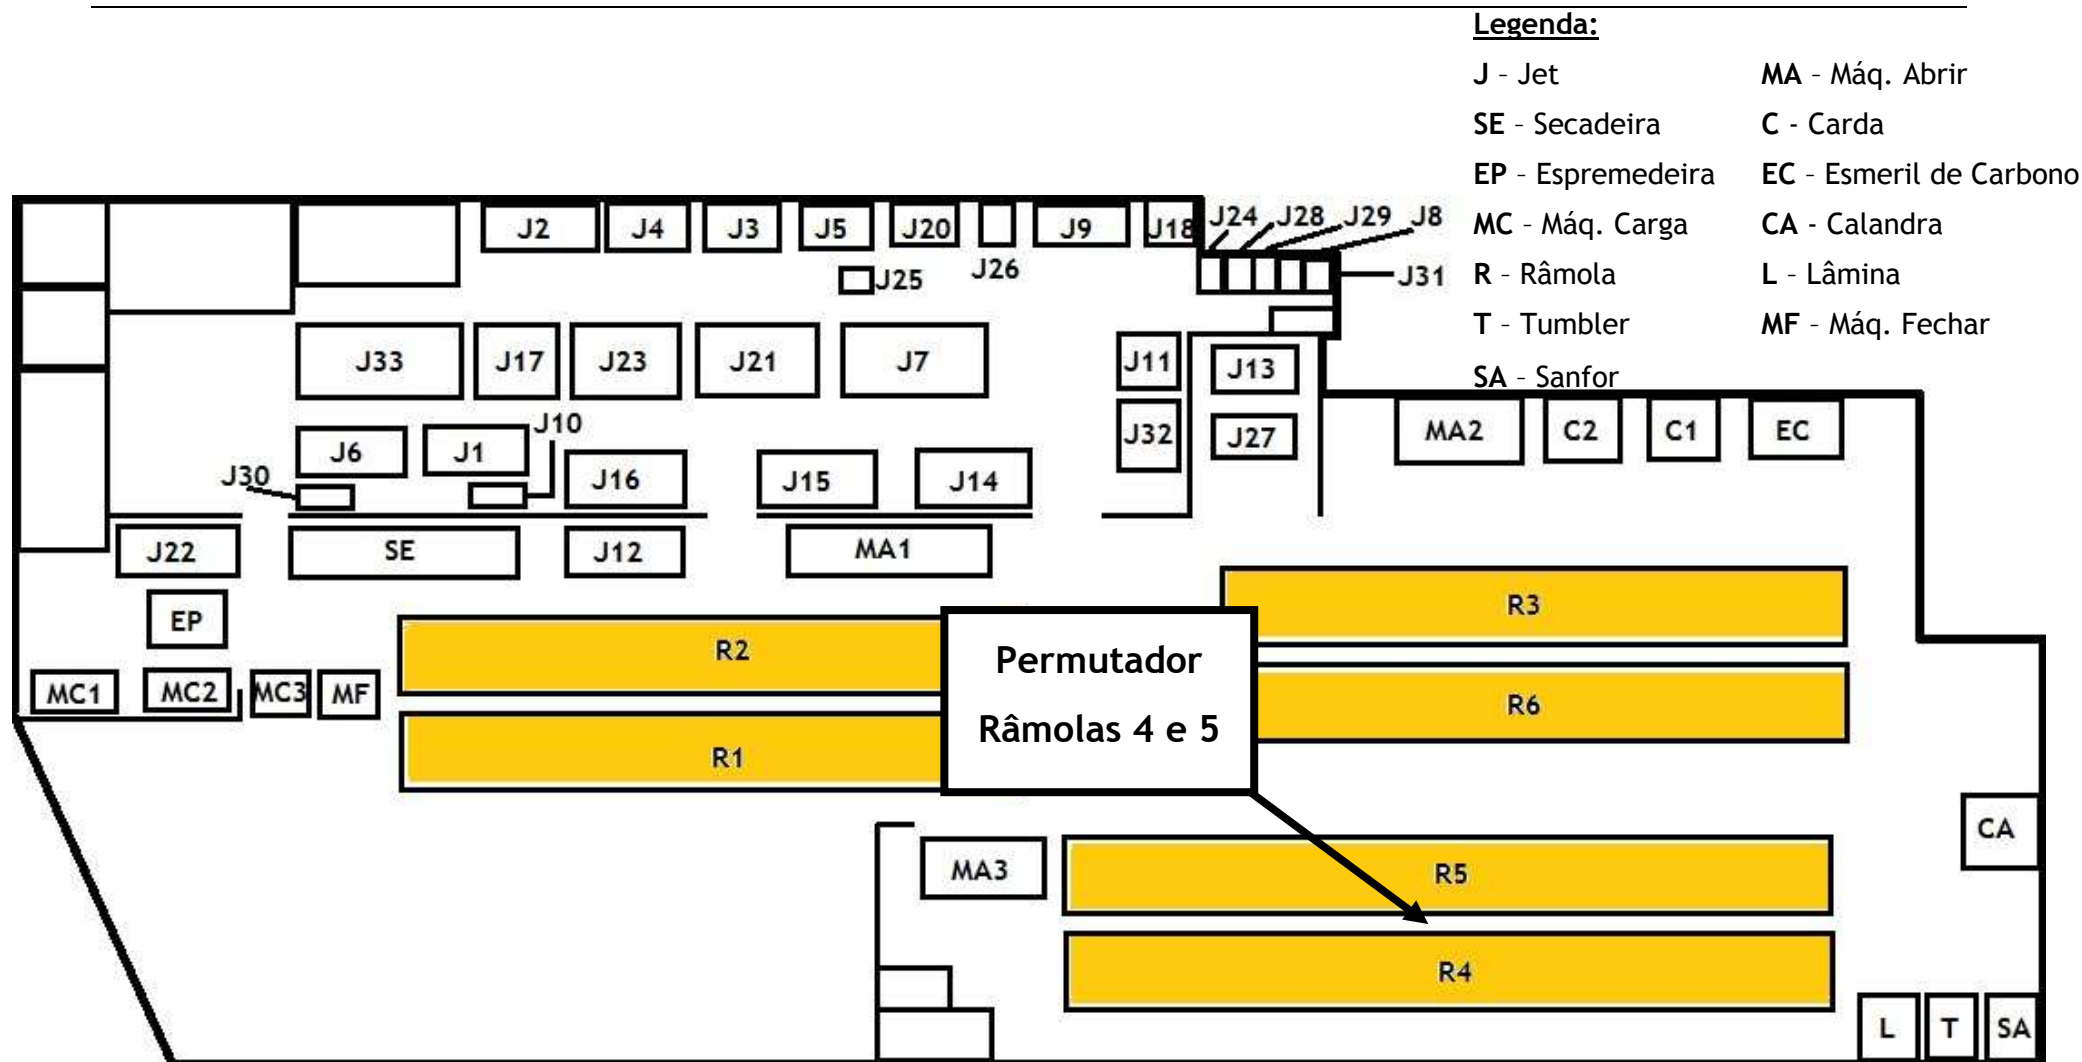 Legenda:
J – Jet MA – Máq. Abrir
SE – Secadeira C - Carda
EP – Espremedeira EC – Esmeril de Carbono
MC – Máq. Carga CA - Calandra
R – Râmola L – Lâmina
T – Tumbler MF – Máq. Fechar
SA – Sanfor
J2 J4 J3 J5 J20 J9 J18 J24 J28 J29 J8
J25 J26 J31
J33 J17 J23 J21 J7 J11 J13
J10
J6 J1 J32 J27 MA2 C2 C1 EC
J30 J16 J15 J14
J22 SE J12 MA1
R3
EP
R2
Permutador
Râmolas 4 e 5
MC1 MC2 MC3 MF
R6
R1
CA
MA3 R5
R4
L T SA